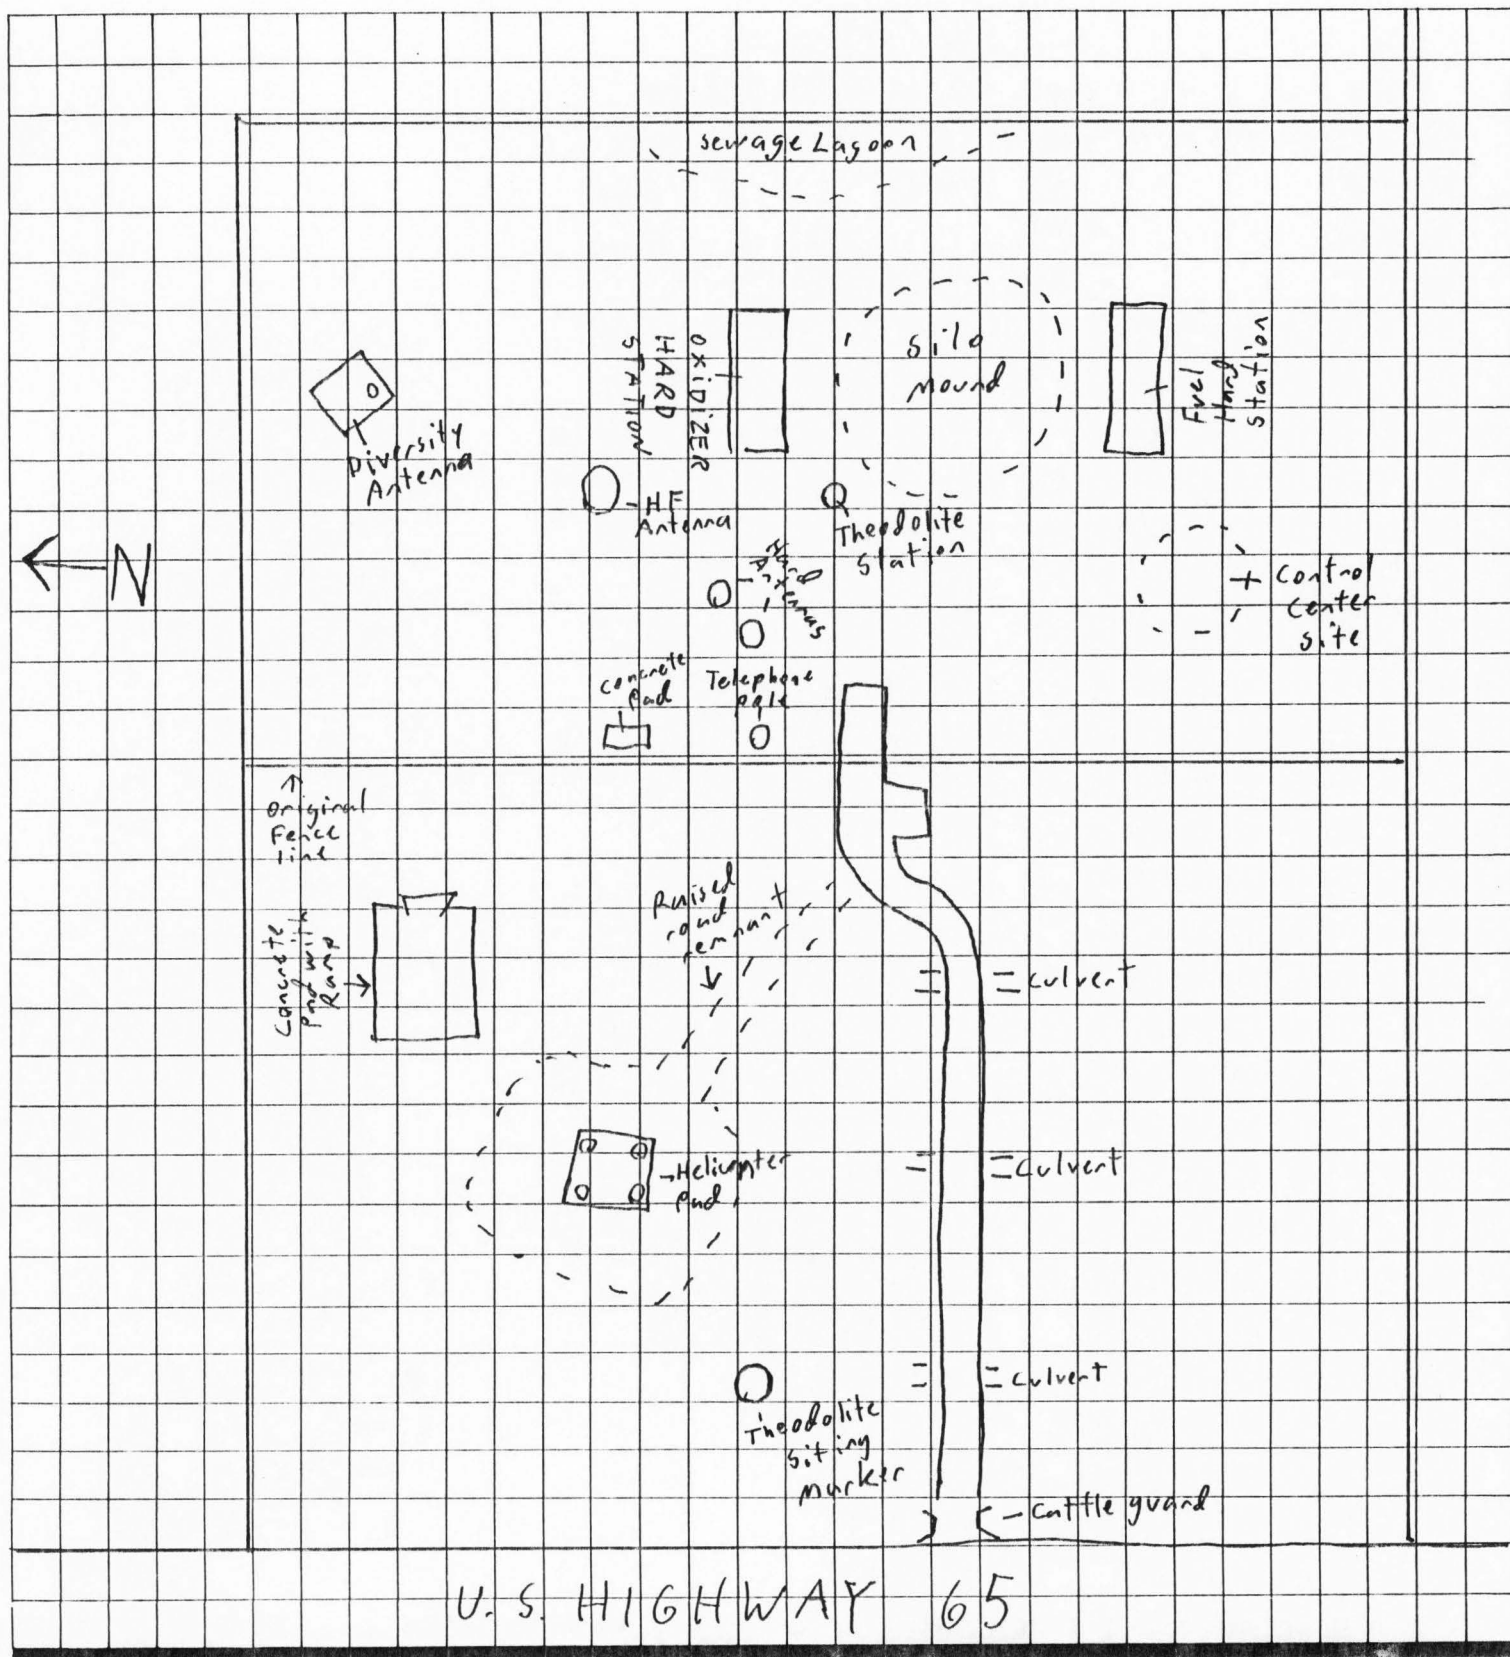 sewage Lagoon
OXIDIZER
HARD
STATION
silo
mound
Fuel
Hard
Station
Diversity
Antenna
HF
Antenna
Theodolite
Station
Hard
Antennas
N
+ Control
Center
site
Concrete
Pad
Telephone
pole
Original
Fence
line
Raised
road
remnant
Concrete
Pad with
Ramp
Culvert
Helicopter
Pad
Culvert
Culvert
Theodolite
Siting
Marker
Cattle guard
U.S. HIGHWAY 65